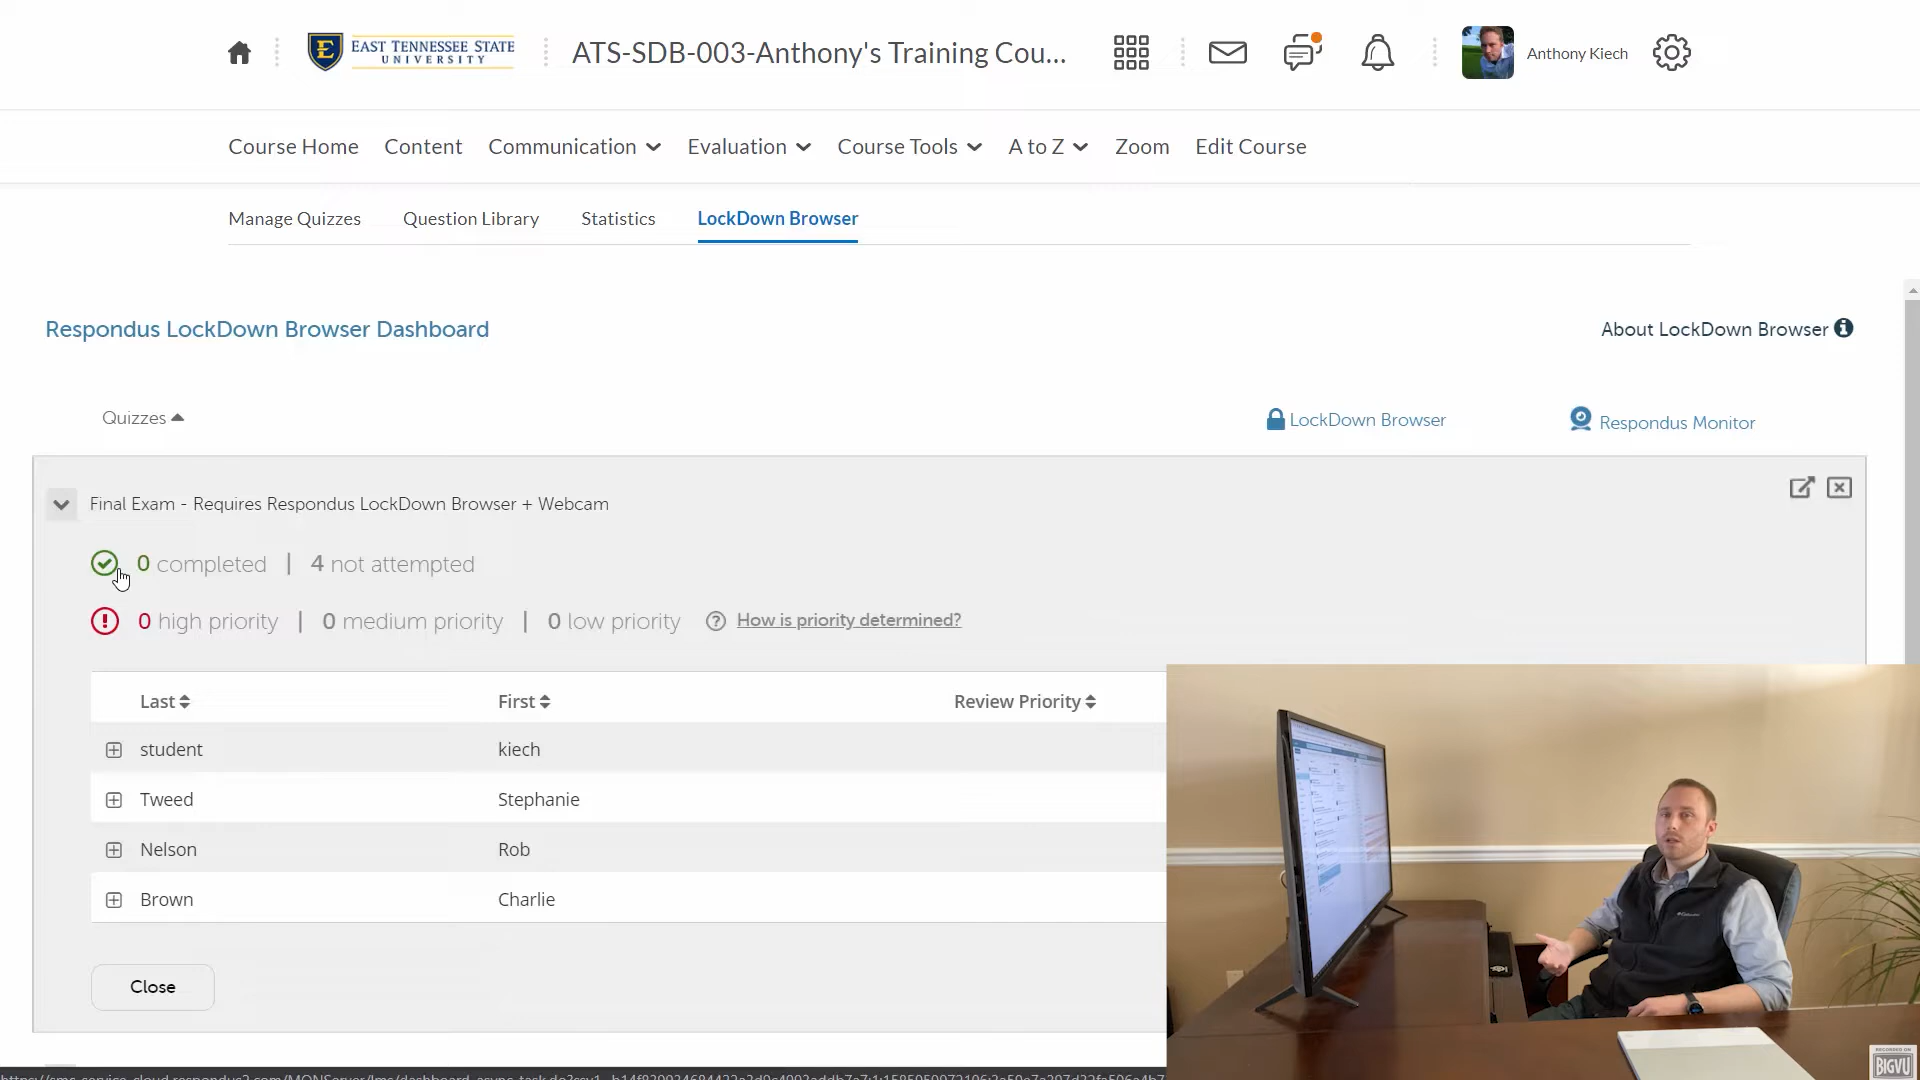 EAST TENNESSEE STATE
UNIVERSITY
ATS-SDB-003-Anthony's Training Cou...
Anthony Kiech
Course Home Content Communication Evaluation Course Tools A to Z Zoom Edit Course
Manage Quizzes Question Library Statistics LockDown Browser
Respondus LockDown Browser Dashboard
About LockDown Browser
Quizzes
LockDown Browser
Respondus Monitor
Final Exam - Requires Respondus LockDown Browser + Webcam
0 completed | 4 not attempted
0 high priority | 0 medium priority | 0 low priority ? How is priority determined?
Last First Review Priority
student kiech
Tweed Stephanie
Nelson Rob
Brown Charlie
Close
Columbia
BIGVU